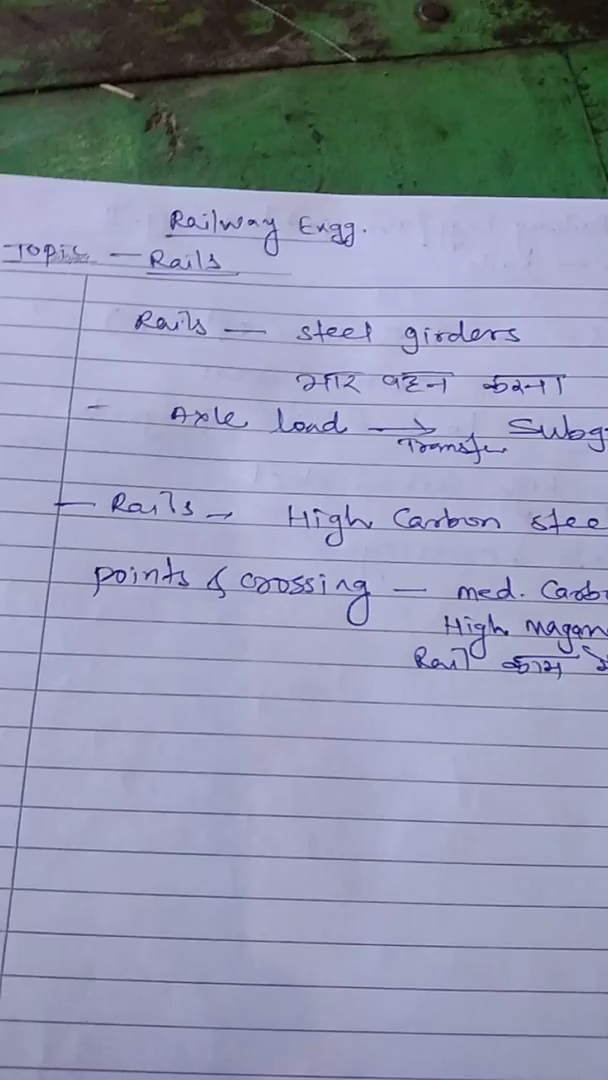 Railway Engg.
Topic — Rails
Rails — steel girders
भार वहन करना
- Axle load → Subg
Transfer
- Rails → High Carbon stee
points & crossing — med. Carb
High magan
Rail काम